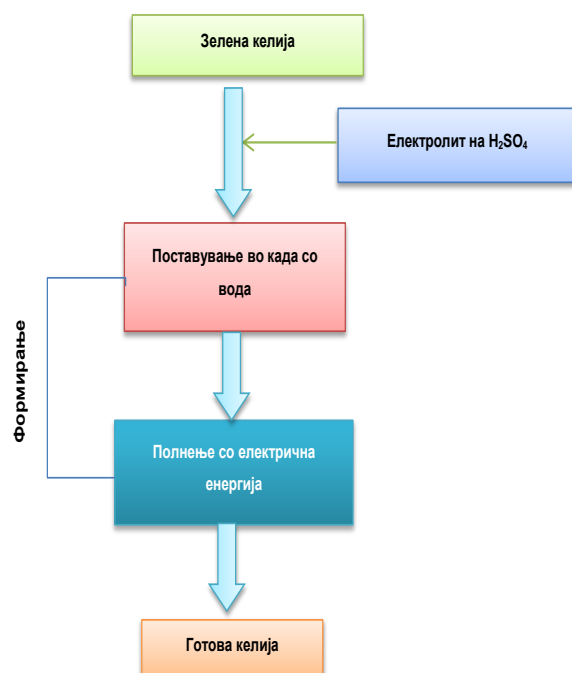 Зелена келија
Електролит на H₂SO₄
Поставување во када со
вода
Формирање
Полнење со електрична
енергија
Готова келија